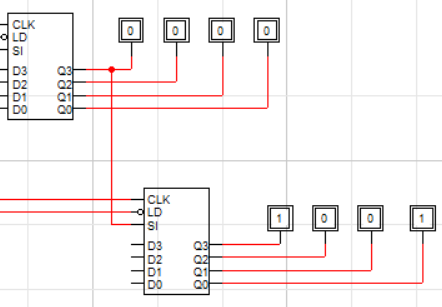 0 0 0 0
CLK
LD
SI
D3 Q3
D2 Q2
D1 Q1
D0 Q0
CLK
LD
SI
1 0 0 1
D3 Q3
D2 Q2
D1 Q1
D0 Q0